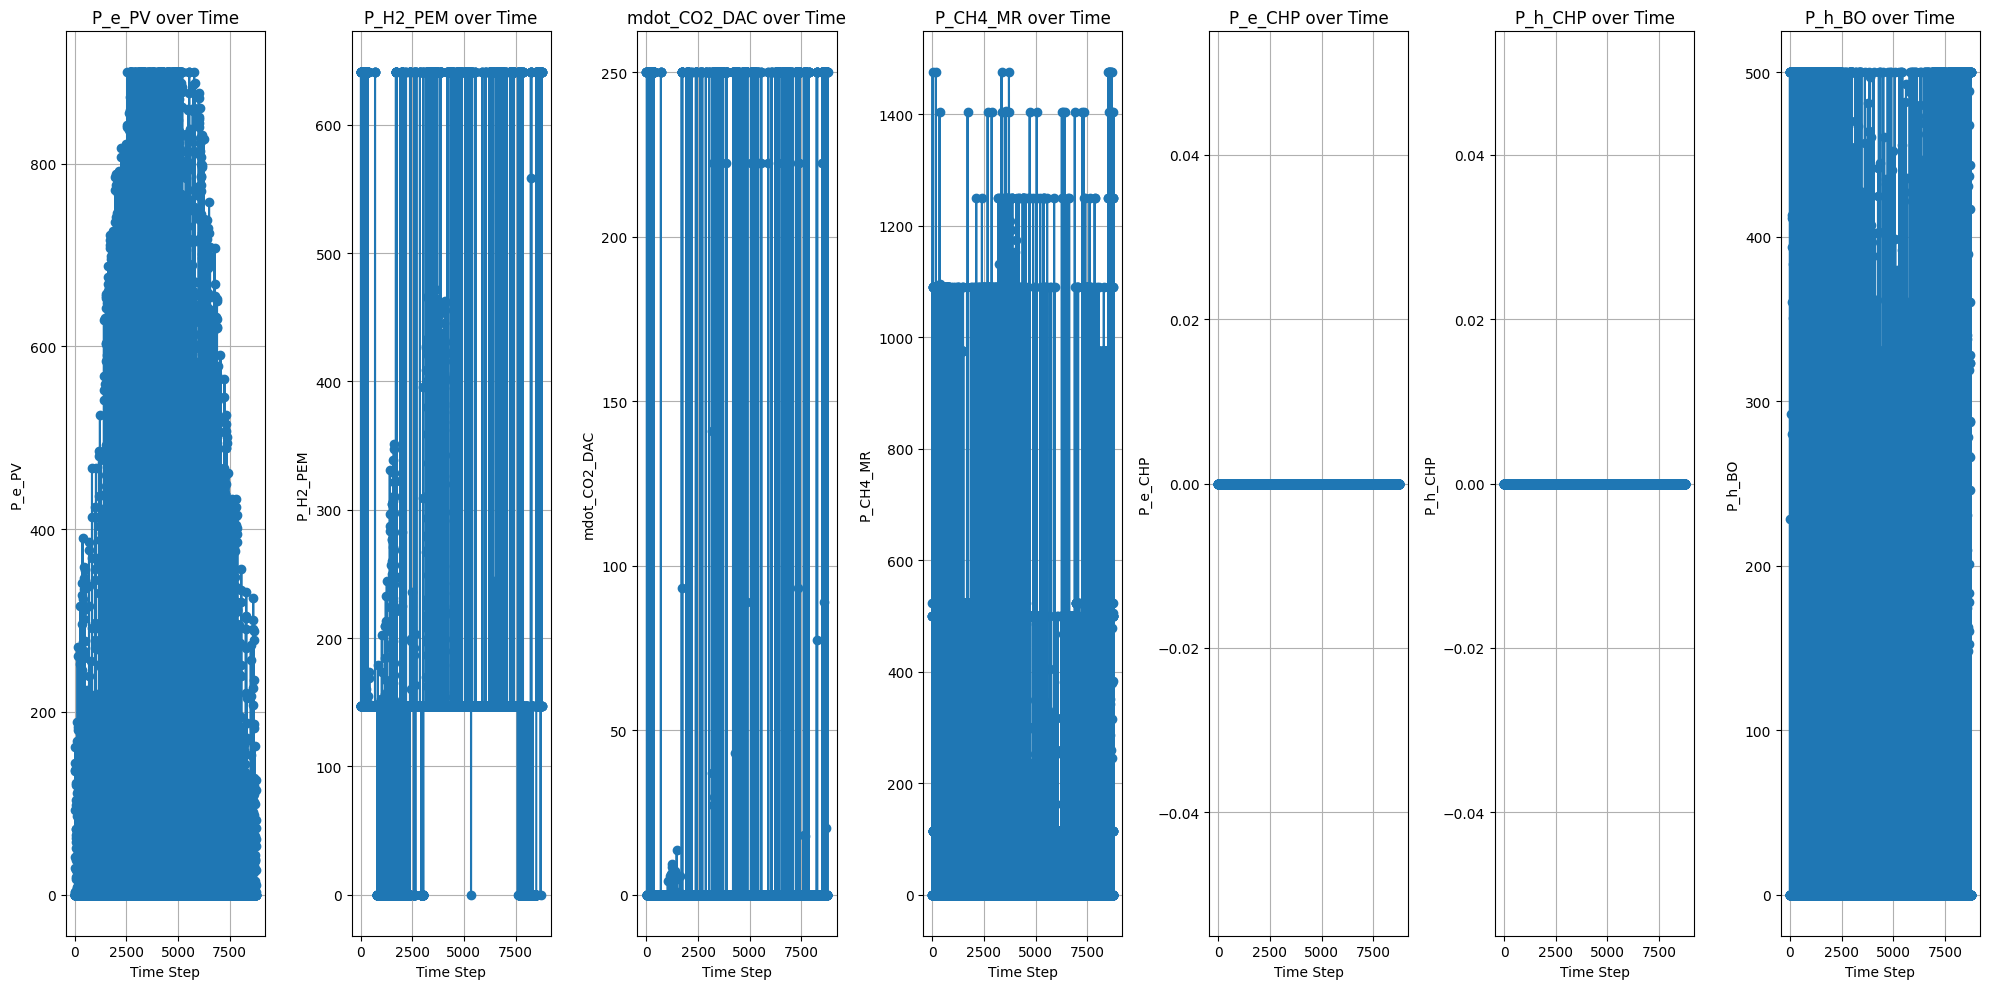 P_e_PV over Time
P_e_PV
800
600
400
200
0
0 2500 5000 7500
Time Step
P_H2_PEM over Time
P_H2_PEM
600
500
400
300
200
100
0
0 2500 5000 7500
Time Step
mdot_CO2_DAC over Time
mdot_CO2_DAC
250
200
150
100
50
0
0 2500 5000 7500
Time Step
P_CH4_MR over Time
P_CH4_MR
1400
1200
1000
800
600
400
200
0
0 2500 5000 7500
Time Step
P_e_CHP over Time
P_e_CHP
0.04
0.02
0.00
−0.02
−0.04
0 2500 5000 7500
Time Step
P_h_CHP over Time
P_h_CHP
0.04
0.02
0.00
−0.02
−0.04
0 2500 5000 7500
Time Step
P_h_BO over Time
P_h_BO
500
400
300
200
100
0
0 2500 5000 7500
Time Step